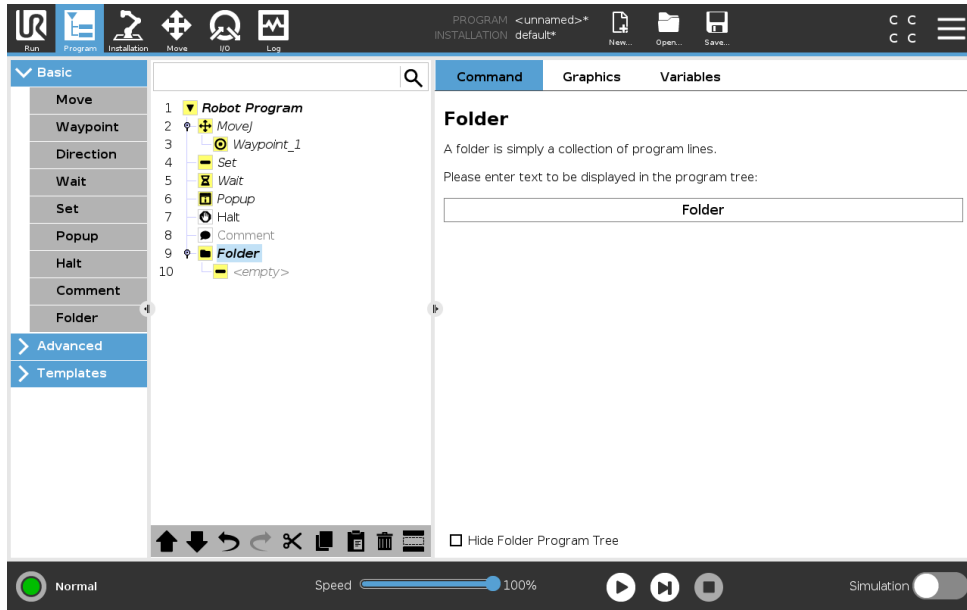 UR
Run
Program
Installation
Move
I/O
Log
PROGRAM <unnamed>*
INSTALLATION default*
New...
Open...
Save...
C C
C C
Basic
Move
Waypoint
Direction
Wait
Set
Popup
Halt
Comment
Folder
Advanced
Templates
1 Robot Program
2 MoveJ
3 Waypoint_1
4 Set
5 Wait
6 Popup
7 Halt
8 Comment
9 Folder
10 <empty>
Command Graphics Variables
Folder
A folder is simply a collection of program lines.
Please enter text to be displayed in the program tree:
Folder
Hide Folder Program Tree
Normal
Speed 100%
Simulation